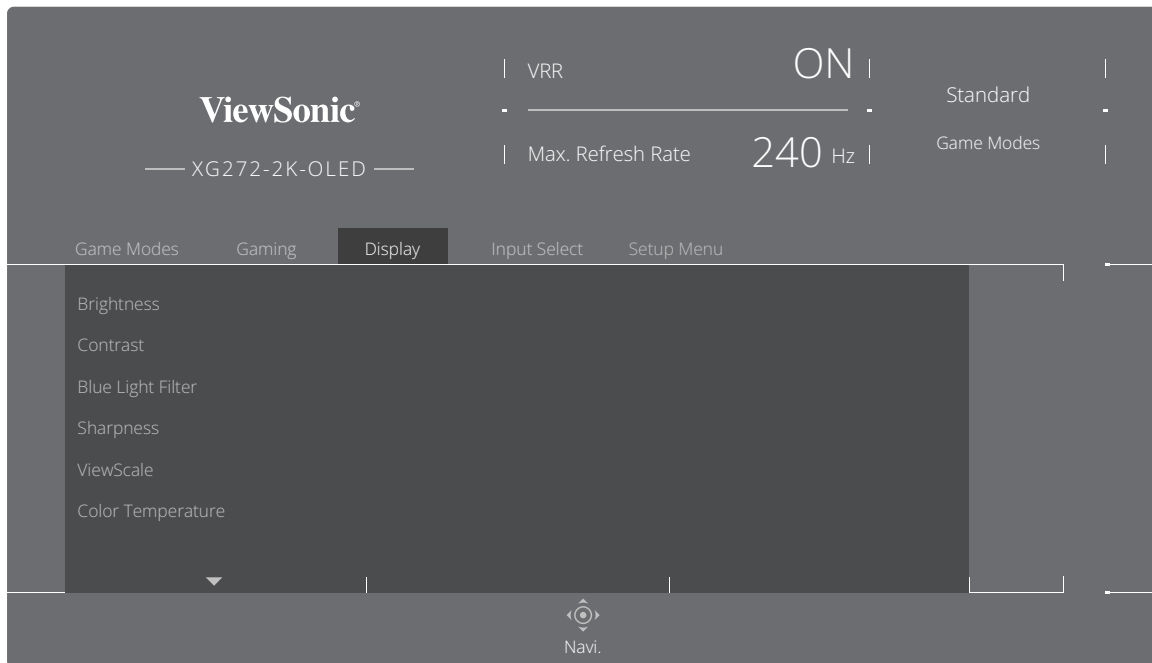 ViewSonic®
XG272-2K-OLED
VRR ON
Max. Refresh Rate 240 Hz
Standard
Game Modes
Game Modes Gaming Display Input Select Setup Menu
Brightness
Contrast
Blue Light Filter
Sharpness
ViewScale
Color Temperature
Navi.